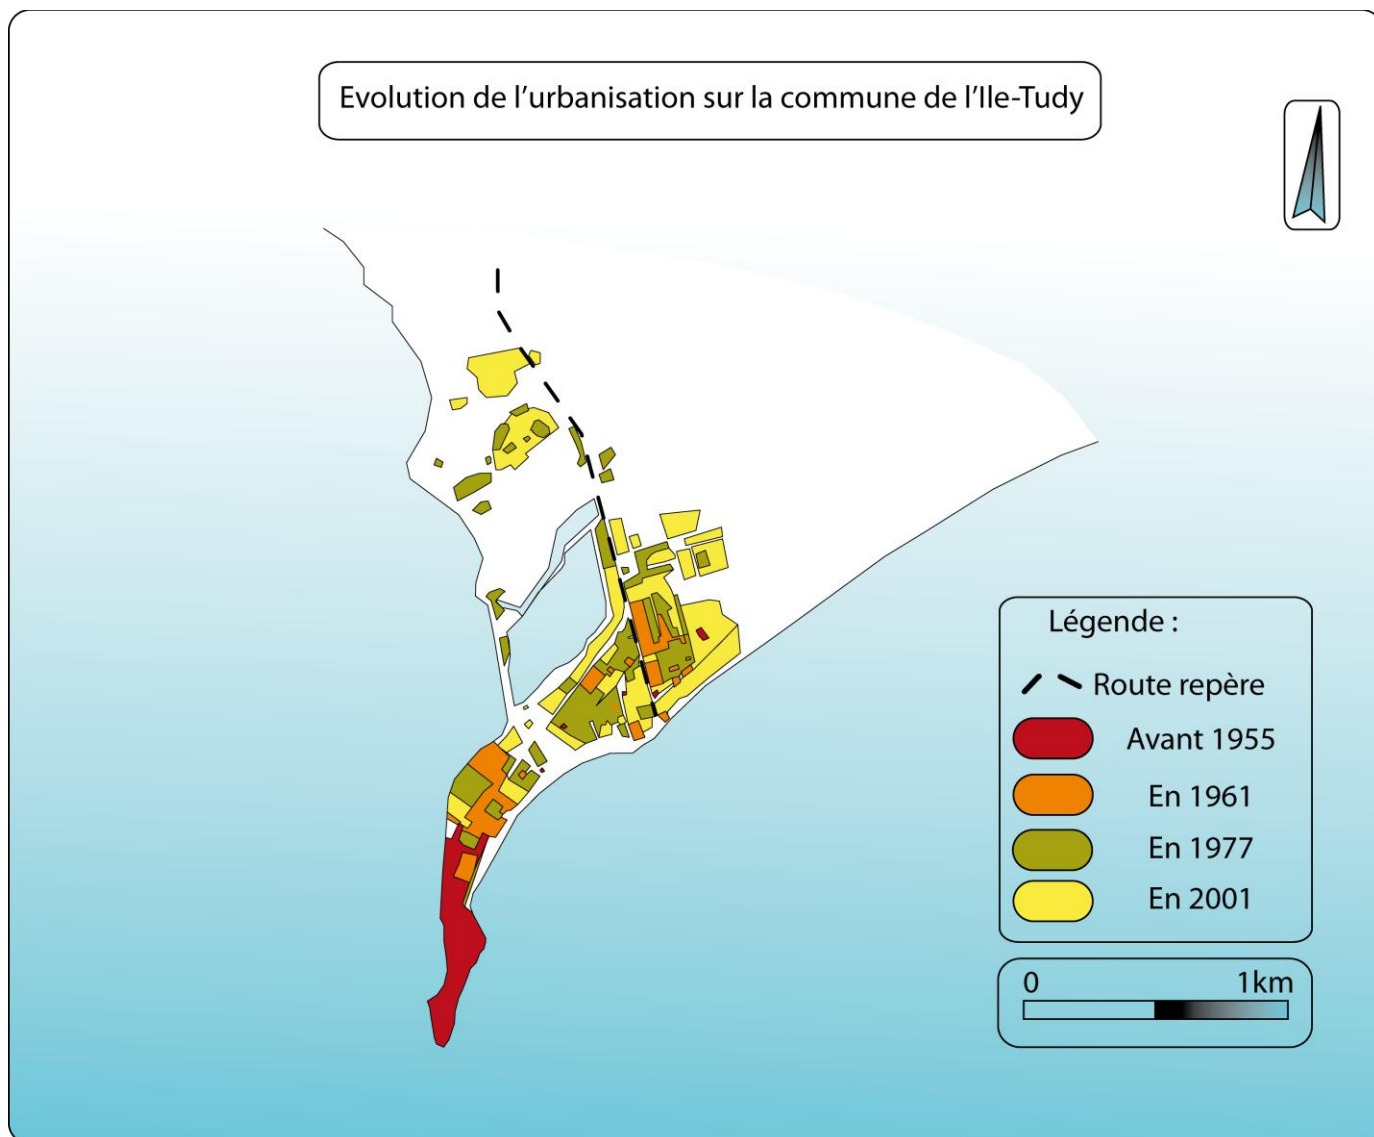 Evolution de l'urbanisation sur la commune de l'Ile-Tudy
Légende :
Route repère
Avant 1955
En 1961
En 1977
En 2001
0 1km